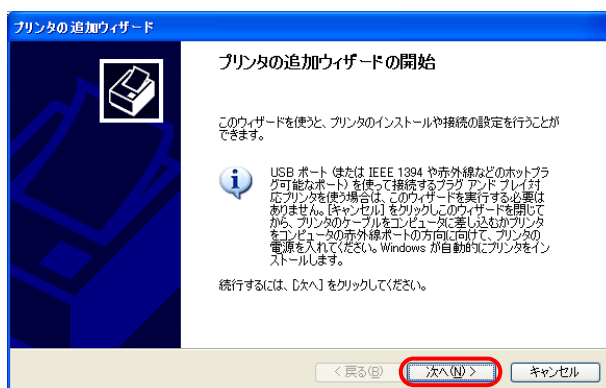 プリンタの追加ウィザード
プリンタの追加ウィザードの開始
このウィザードを使うと、プリンタのインストールや接続の設定を行うことが
できます。
USB ポート (または IEEE 1394 や赤外線などのホットプラ
グ可能なポート) を使って接続するプラグ アンド プレイ対
応プリンタを使う場合は、このウィザードを実行する必要は
ありません。[キャンセル] をクリックしこのウィザードを閉じて
から、プリンタのケーブルをコンピュータに差し込むかプリンタ
をコンピュータの赤外線ポートの方向に向けて、プリンタの
電源を入れてください。Windows が自動的にプリンタをイン
ストールします。
続行するには、[次へ] をクリックしてください。
< 戻る(B)
次へ(N) >
キャンセル